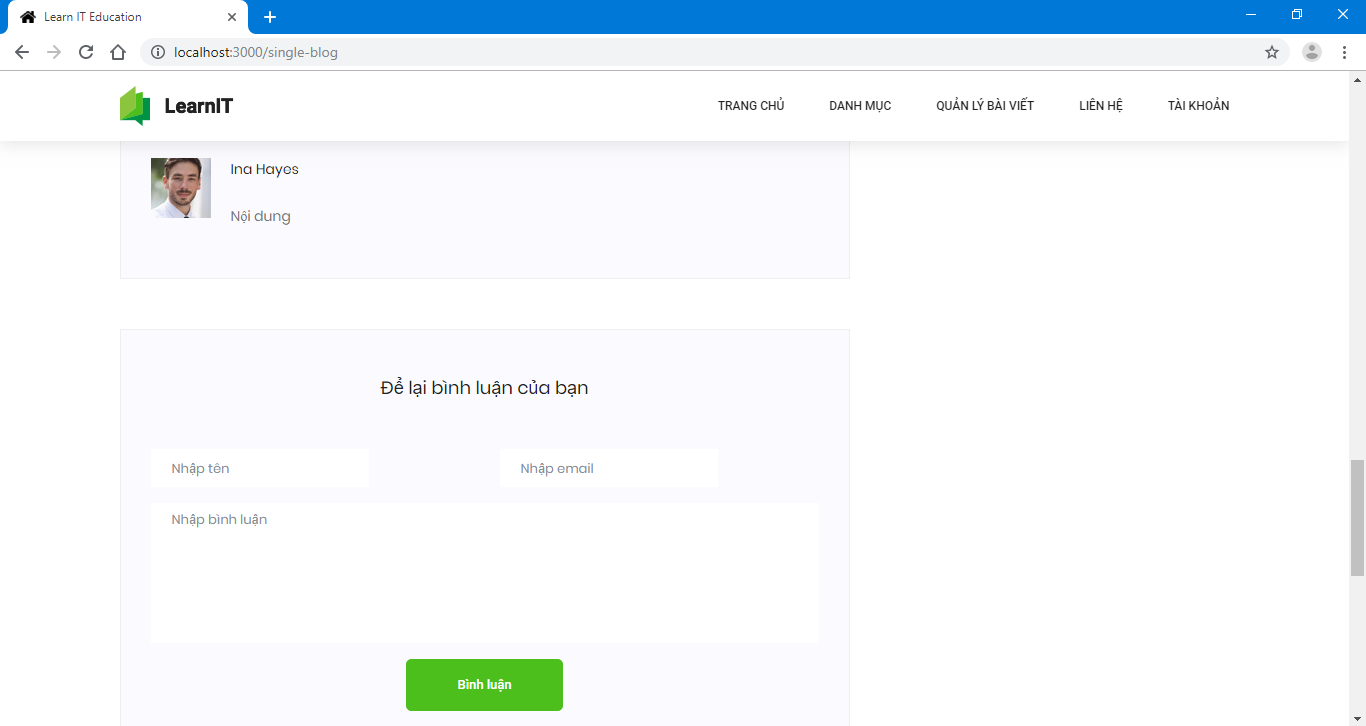 Learn IT Education
localhost:3000/single-blog
LearnIT
TRANG CHỦ DANH MỤC QUẢN LÝ BÀI VIẾT LIÊN HỆ TÀI KHOẢN
Ina Hayes
Nội dung
Để lại bình luận của bạn
Nhập tên Nhập email
Nhập bình luận
Bình luận